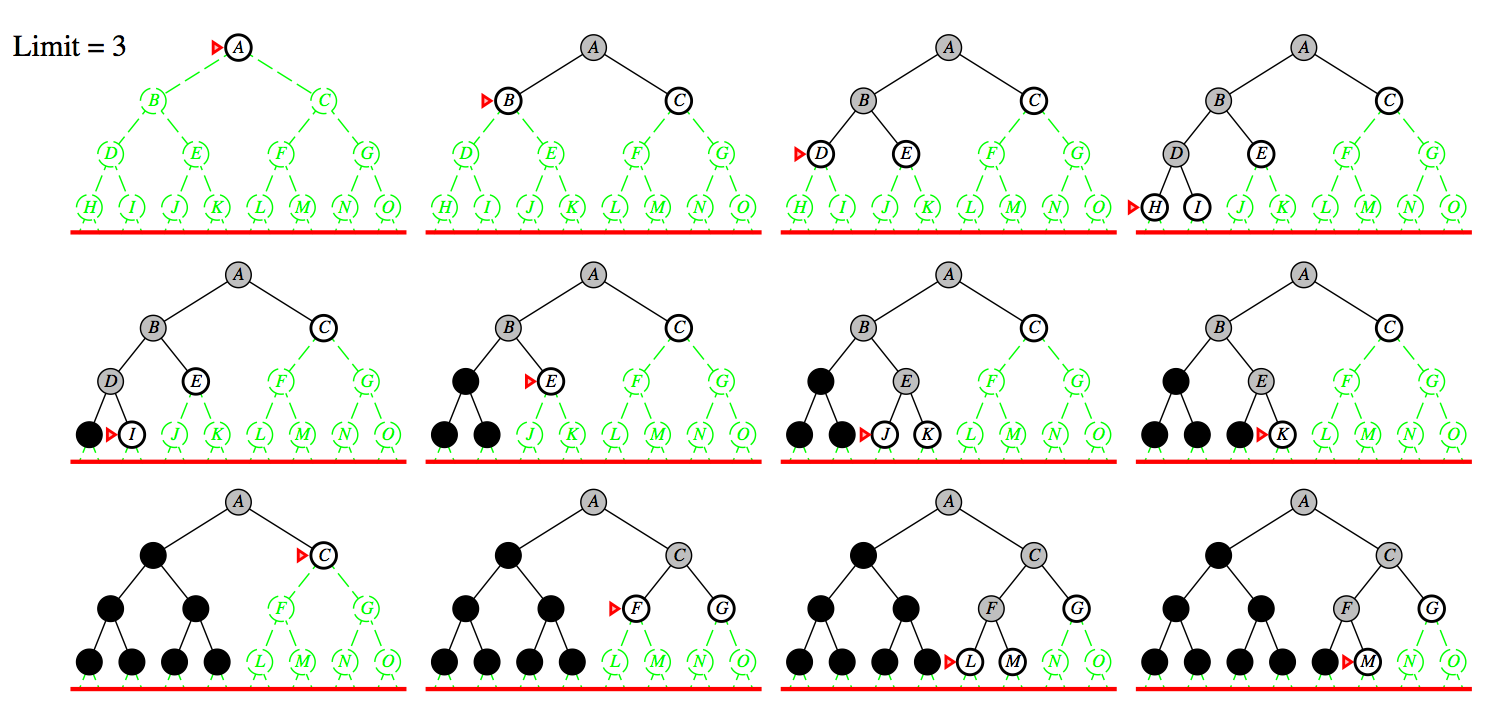 Limit = 3
A
B C
D E F G
H I J K L M N O
A
B C
D E F G
H I J K L M N O
A
B C
D E F G
H I J K L M N O
A
B C
D E F G
H I J K L M N O
A
B C
D E F G
I J K L M N O
A
B C
E F G
J K L M N O
A
B C
E F G
J K L M N O
A
B C
E F G
K L M N O
A
C
F G
L M N O
A
C
F G
L M N O
A
C
F G
L M N O
A
C
F G
M N O